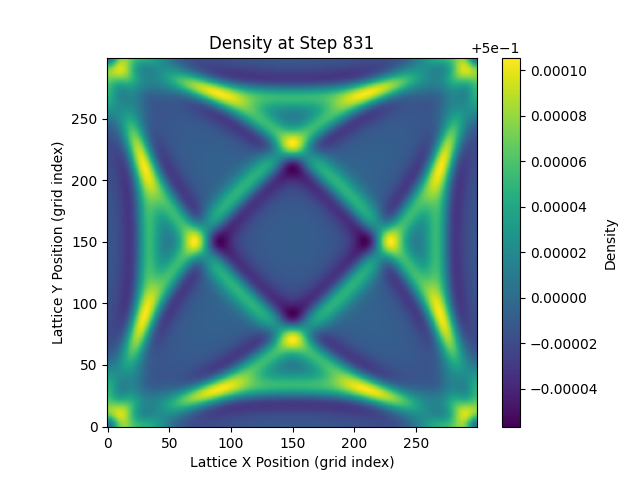 Density at Step 831
+5e−1
0.00010
0.00008
0.00006
0.00004
0.00002
0.00000
−0.00002
−0.00004
Density
250
200
150
100
50
0
Lattice Y Position (grid index)
0 50 100 150 200 250
Lattice X Position (grid index)